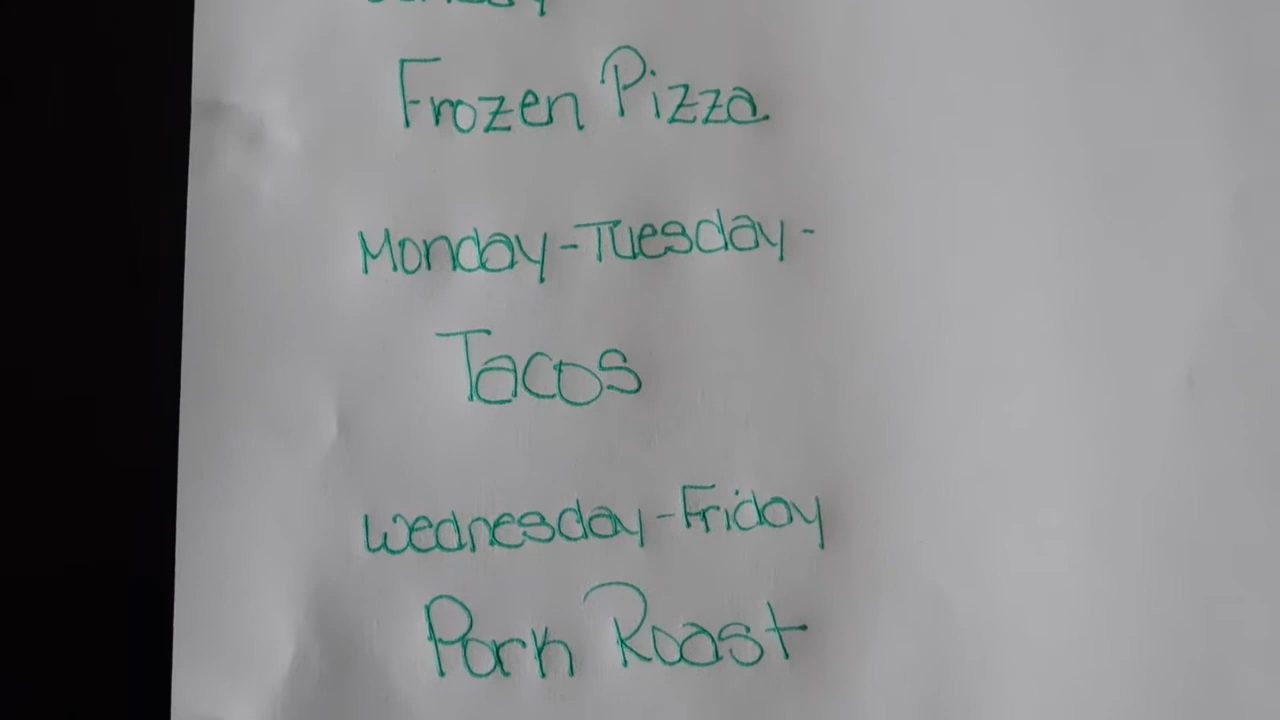 Frozen Pizza
Monday-Tuesday-
Tacos
Wednesday-Friday
Pork Roast